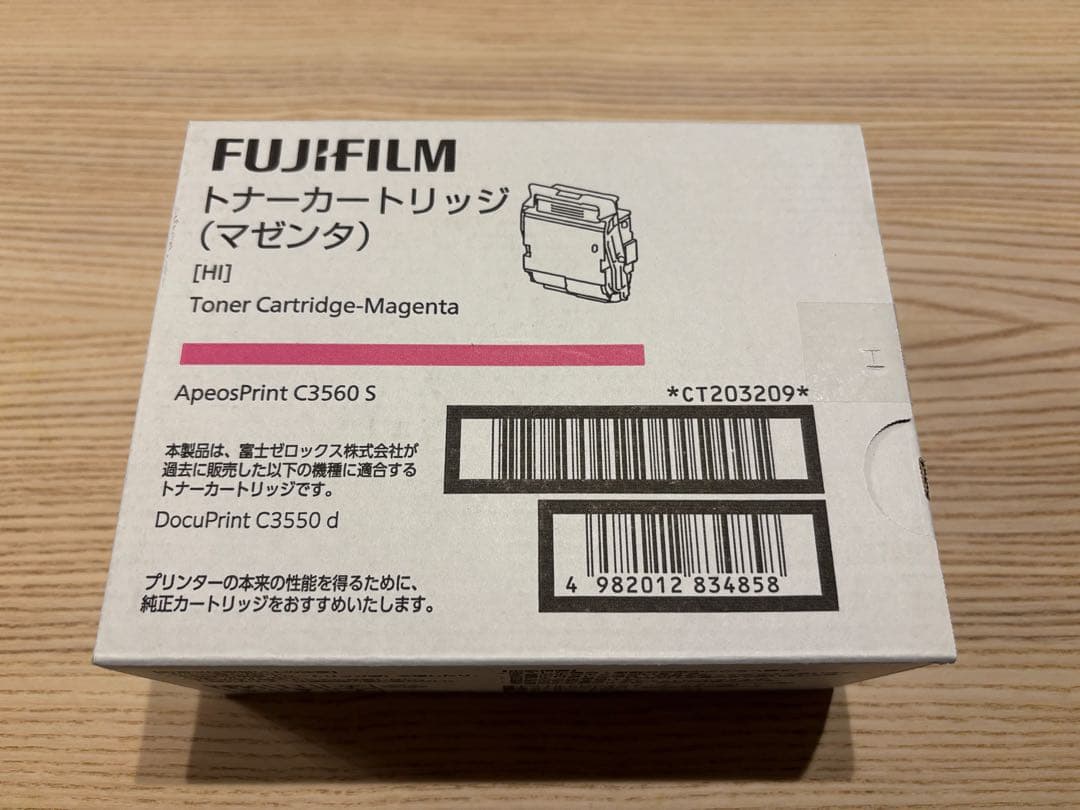 FUJIFILM
トナーカートリッジ
（マゼンタ）
[HI]
Toner Cartridge-Magenta
ApeosPrint C3560 S
*CT203209*
本製品は、富士ゼロックス株式会社が
過去に販売した以下の機種に適合する
トナーカートリッジです。
DocuPrint C3550 d
4 982012 834858
プリンターの本来の性能を得るために、
純正カートリッジをおすすめいたします。